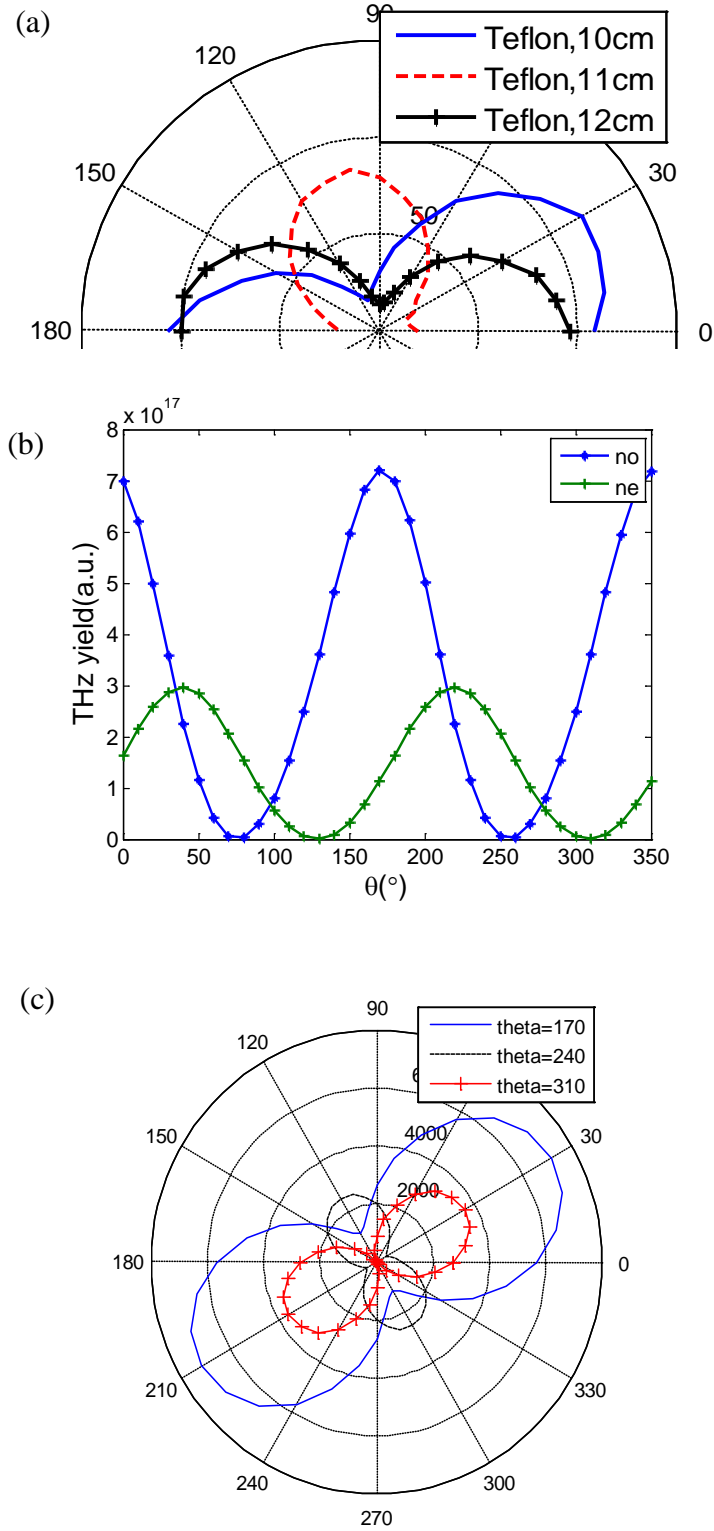 (a)
90
Teflon,10cm
Teflon,11cm
Teflon,12cm
120
150
30
50
180
0
(b)
x 10^17
8
7
6
5
4
3
2
1
0
THz yield(a.u.)
no
ne
0 50 100 150 200 250 300 350
θ(°)
(c)
90
theta=170
theta=240
theta=310
120
6
150
4000
30
2000
180
0
210
330
240
300
270